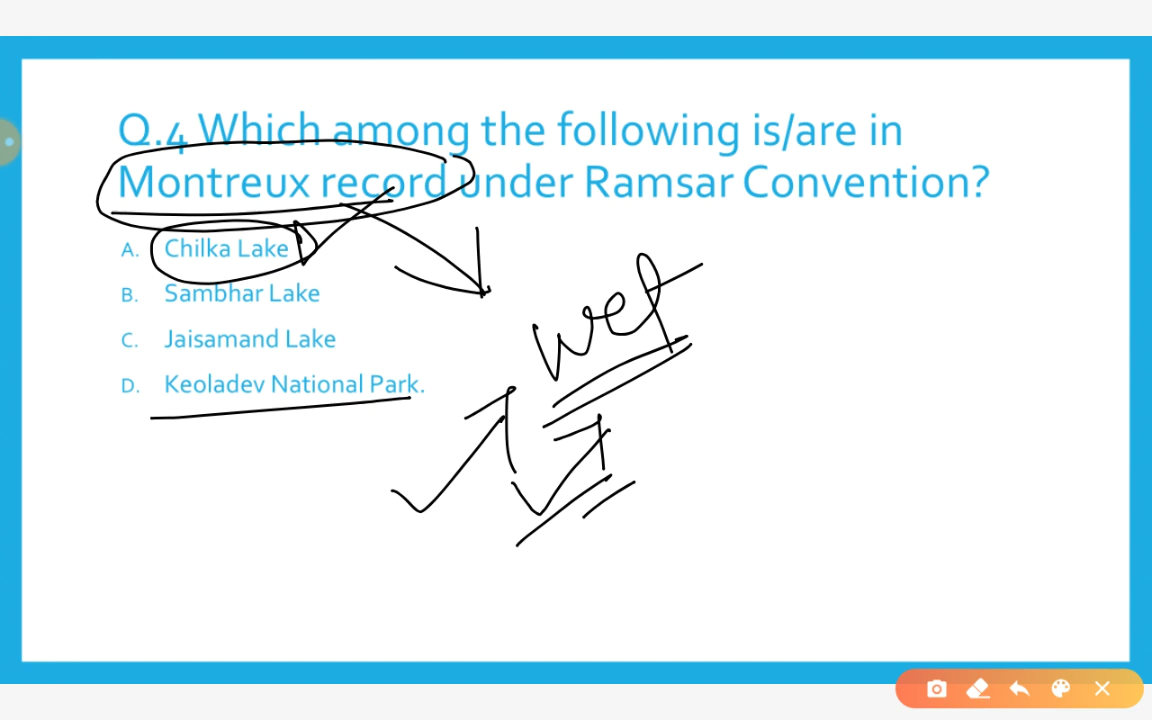 Q.4 Which among the following is/are in
Montreux record under Ramsar Convention?
A. Chilka Lake
B. Sambhar Lake
C. Jaisamand Lake
D. Keoladev National Park.
wet